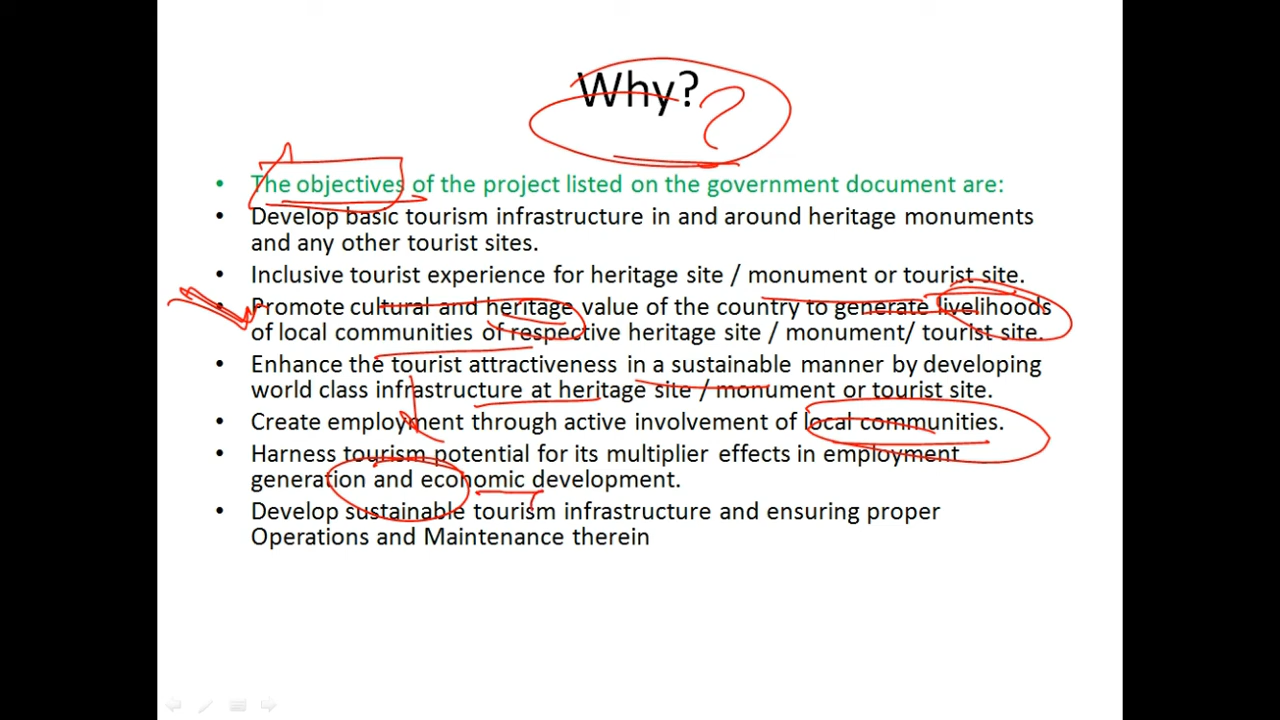 Why?
?
• The objectives of the project listed on the government document are:
• Develop basic tourism infrastructure in and around heritage monuments
and any other tourist sites.
• Inclusive tourist experience for heritage site / monument or tourist site.
• Promote cultural and heritage value of the country to generate livelihoods
of local communities of respective heritage site / monument/ tourist site.
• Enhance the tourist attractiveness in a sustainable manner by developing
world class infrastructure at heritage site / monument or tourist site.
• Create employment through active involvement of local communities.
• Harness tourism potential for its multiplier effects in employment
generation and economic development.
• Develop sustainable tourism infrastructure and ensuring proper
Operations and Maintenance therein